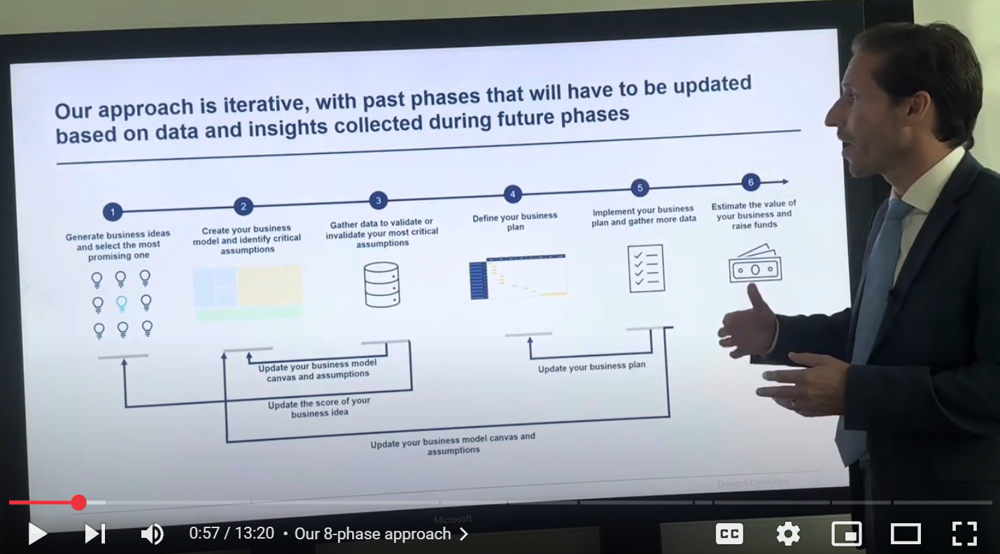 Our approach is iterative, with past phases that will have to be updated
based on data and insights collected during future phases
1
2
3
4
5
6
Generate business ideas
and select the most
promising one
Create your business
model and identify critical
assumptions
Gather data to validate or
invalidate your most critical
assumptions
Define your business
plan
Implement your business
plan and gather more data
Estimate the value of
your business and
raise funds
Update your business model
canvas and assumptions
Update the score of your
business idea
Update your business plan
Update your business model canvas and
assumptions
Domont Consulting
Microsoft
0:57 / 13:20 • Our 8-phase approach
CC